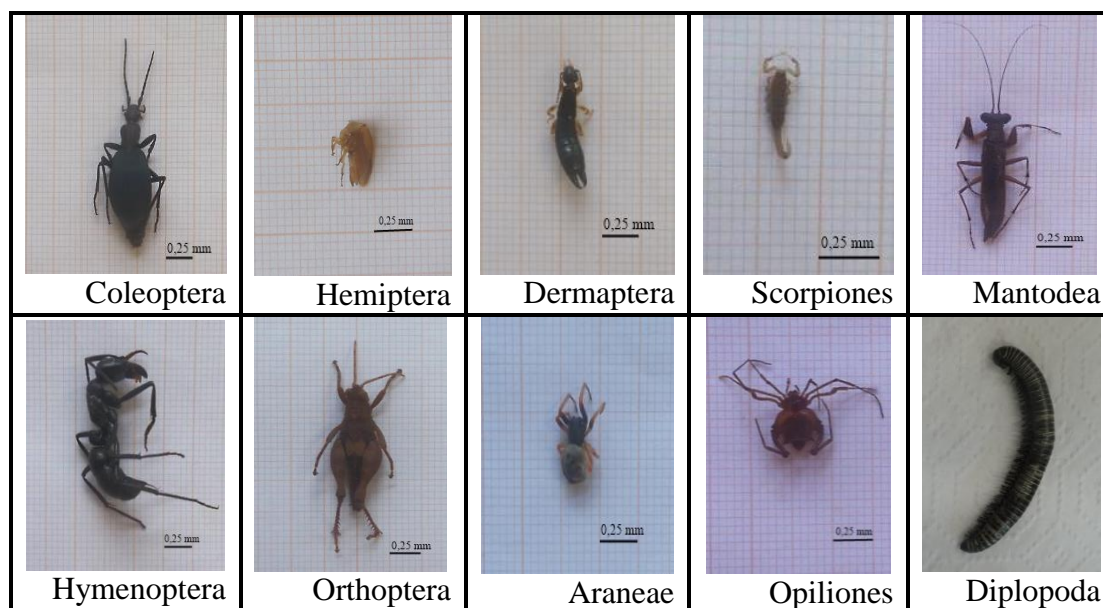 0,25 mm
Coleoptera
0,25 mm
Hemiptera
0,25 mm
Dermaptera
0,25 mm
Scorpiones
0,25 mm
Mantodea
0,25 mm
Hymenoptera
0,25 mm
Orthoptera
0,25 mm
Araneae
0,25 mm
Opiliones
Diplopoda